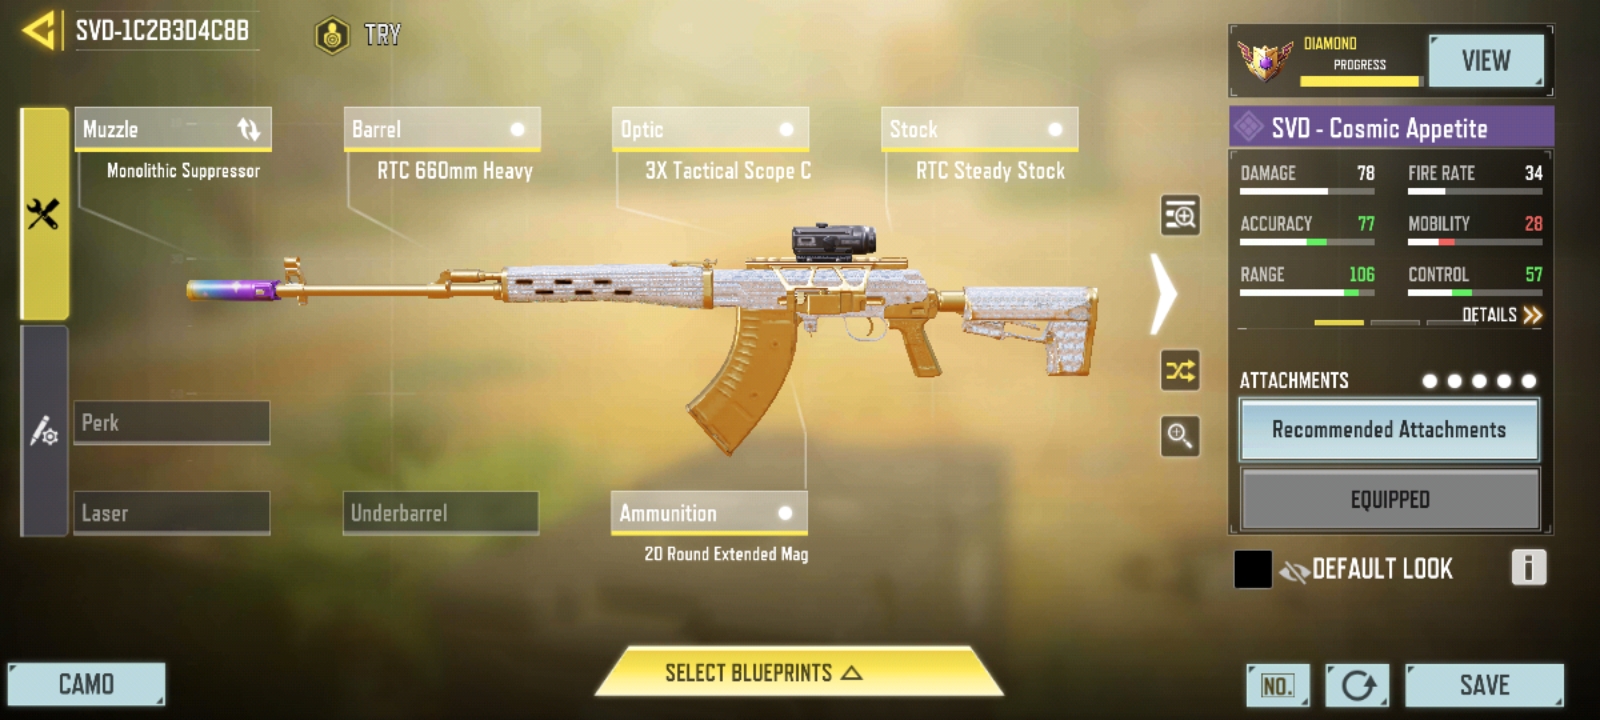 SVD-1C2B3D4C8B
TRY
DIAMOND
PROGRESS
VIEW
Muzzle
Monolithic Suppressor
Barrel
RTC 660mm Heavy
Optic
3X Tactical Scope C
Stock
RTC Steady Stock
SVD - Cosmic Appetite
DAMAGE 78
FIRE RATE 34
ACCURACY 77
MOBILITY 28
RANGE 106
CONTROL 57
DETAILS
ATTACHMENTS
Recommended Attachments
EQUIPPED
Perk
Laser
Underbarrel
Ammunition
20 Round Extended Mag
DEFAULT LOOK
i
CAMO
SELECT BLUEPRINTS
NO.
SAVE